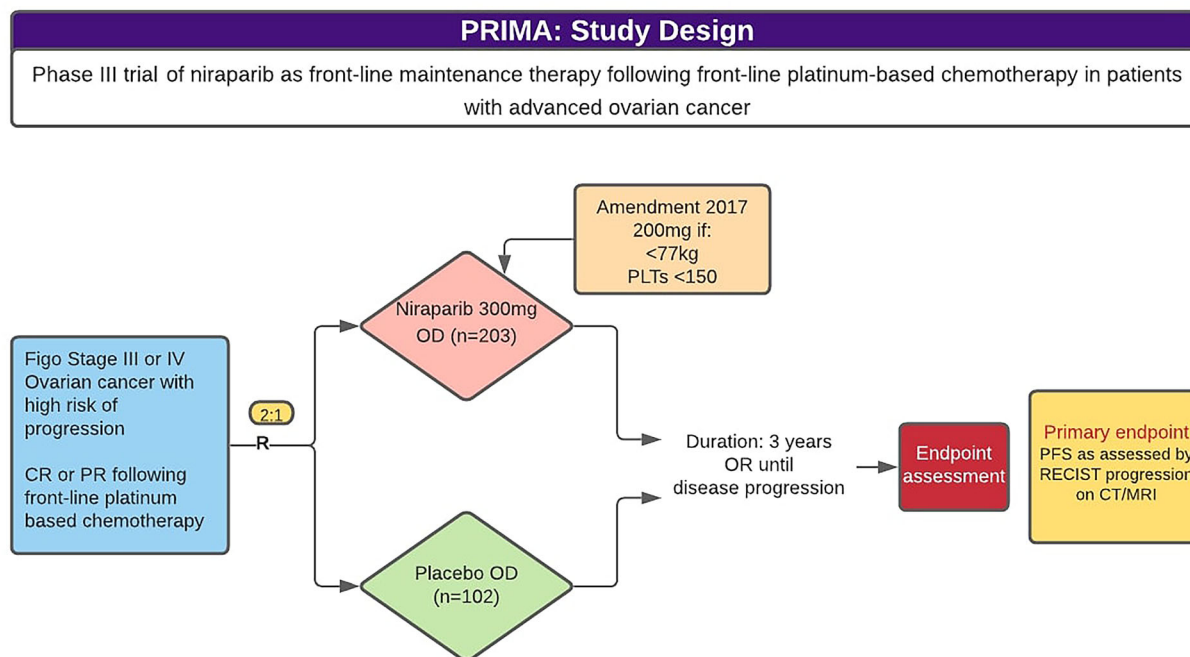 PRIMA: Study Design
Phase III trial of niraparib as front-line maintenance therapy following front-line platinum-based chemotherapy in patients
with advanced ovarian cancer
Amendment 2017
200mg if:
<77kg
PLTs <150
Niraparib 300mg
OD (n=203)
Figo Stage III or IV
Ovarian cancer with
high risk of
progression
CR or PR following
front-line platinum
based chemotherapy
2:1
R
Placebo OD
(n=102)
Duration: 3 years
OR until
disease progression
Endpoint
assessment
Primary endpoint
PFS as assessed by
RECIST progression
on CT/MRI